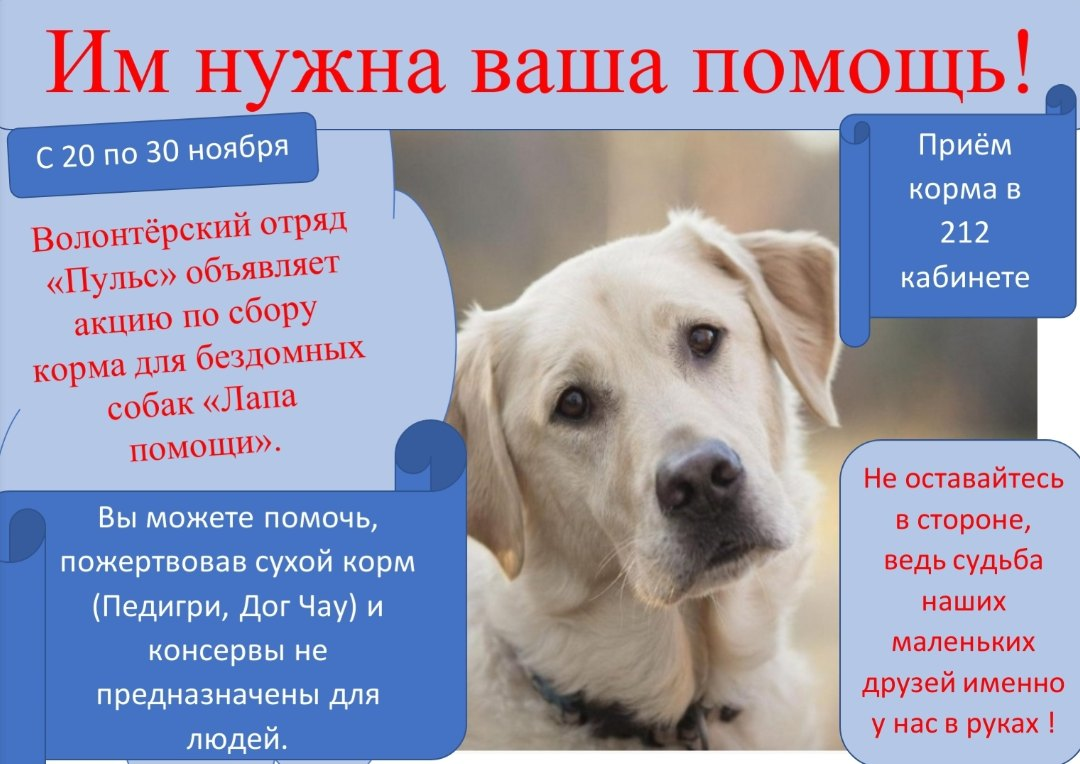 Им нужна ваша помощь!
С 20 по 30 ноября
Волонтёрский отряд
«Пульс» объявляет
акцию по сбору
корма для бездомных
собак «Лапа
помощи».
Вы можете помочь,
пожертвовав сухой корм
(Педигри, Дог Чау) и
консервы не
предназначены для
людей.
Приём
корма в
212
кабинете
Не оставайтесь
в стороне,
ведь судьба
наших
маленьких
друзей именно
у нас в руках !